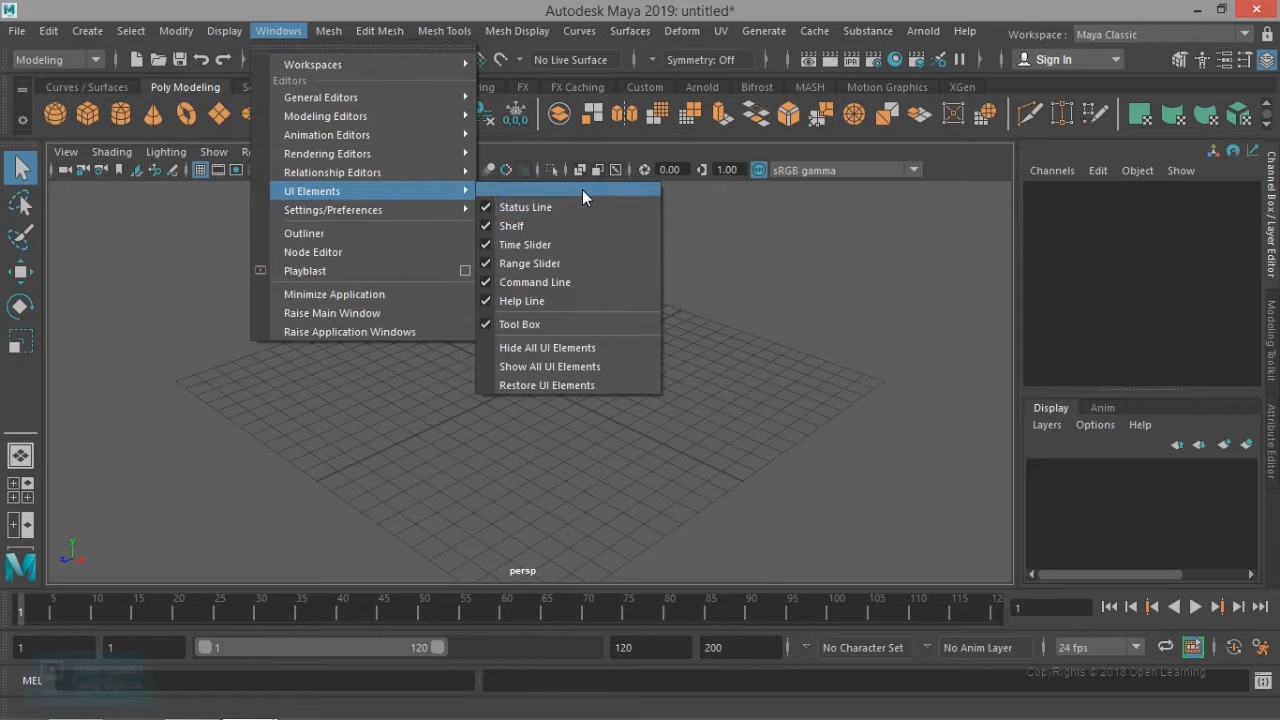 Autodesk Maya 2019: untitled*
File Edit Create Select Modify Display Windows Mesh Edit Mesh Mesh Tools Mesh Display Curves Surfaces Deform UV Generate Cache Substance Arnold Help Workspace : Maya Classic
Modeling No Live Surface Symmetry: Off Sign In
Curves / Surfaces Poly Modeling FX FX Caching Custom Arnold Bifrost MASH Motion Graphics XGen
0,0,0
View Shading Lighting Show 0.00 1.00 sRGB gamma
Workspaces
Editors
General Editors
Modeling Editors
Animation Editors
Rendering Editors
Relationship Editors
UI Elements
Settings/Preferences
Outliner
Node Editor
Playblast
Minimize Application
Raise Main Window
Raise Application Windows
Status Line
Shelf
Time Slider
Range Slider
Command Line
Help Line
Tool Box
Hide All UI Elements
Show All UI Elements
Restore UI Elements
Channels Edit Object Show
Channel Box / Layer Editor
Modeling Toolkit
Attribute Editor
Display Anim
Layers Options Help
persp
5 10 15 20 25 30 35 40 45 50 55 60 65 70 75 80 85 90 95 100 105 110 115 12
1 1
1 1 1 120 120 200 No Character Set No Anim Layer 24 fps
MEL
CopyRights © 2018 Open Learning